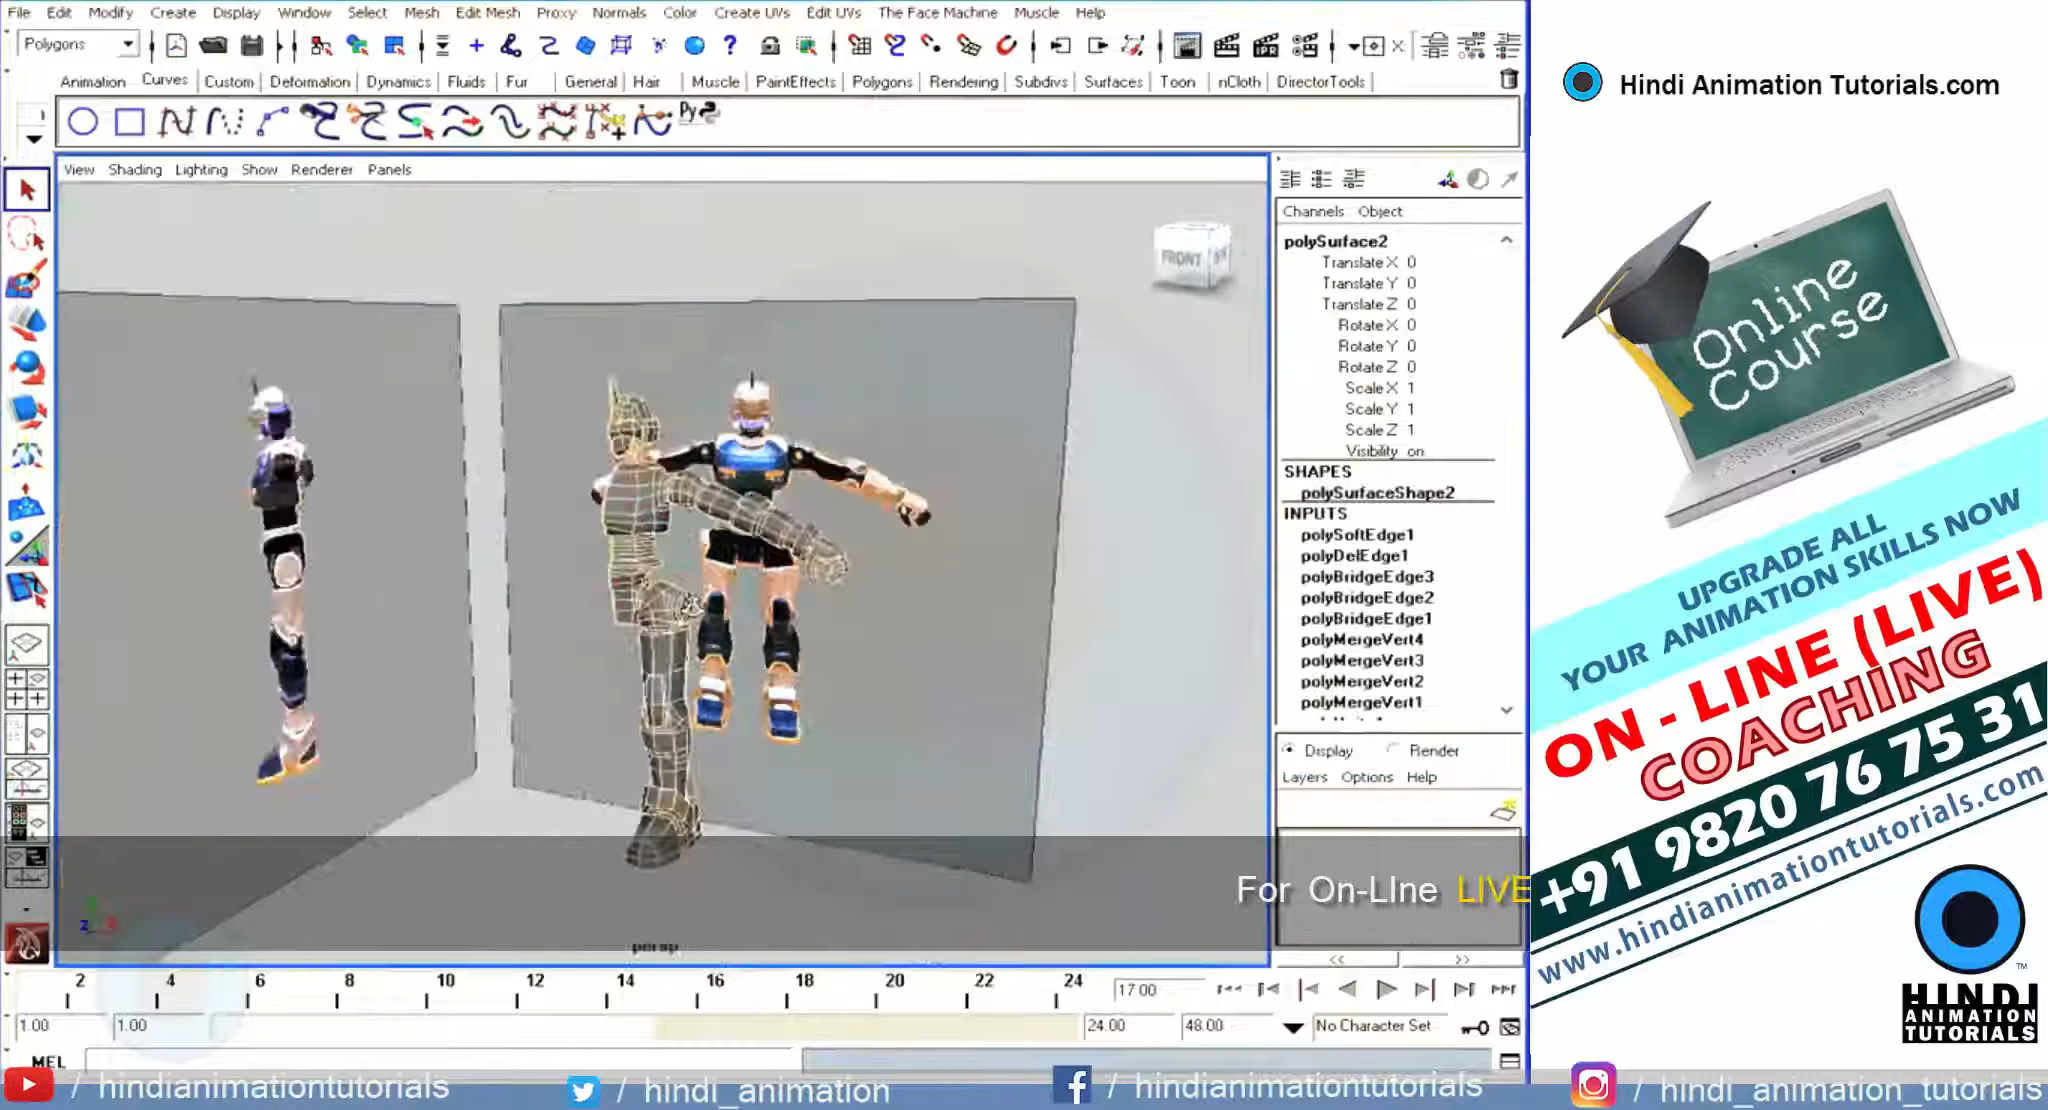 File Edit Modify Create Display Window Select Mesh Edit Mesh Proxy Normals Color Create UVs Edit UVs The Face Machine Muscle Help
Polygons
IPR
Animation Curves Custom Deformation Dynamics Fluids Fur General Hair Muscle PaintEffects Polygons Rendering Subdivs Surfaces Toon nCloth DirectorTools
Py
View Shading Lighting Show Renderer Panels
FRONT
Channels Object
polySurface2
Translate X 0
Translate Y 0
Translate Z 0
Rotate X 0
Rotate Y 0
Rotate Z 0
Scale X 1
Scale Y 1
Scale Z 1
Visibility on
SHAPES
polySurfaceShape2
INPUTS
polySoftEdge1
polyDelEdge1
polyBridgeEdge3
polyBridgeEdge2
polyBridgeEdge1
polyMergeVert4
polyMergeVert3
polyMergeVert2
polyMergeVert1
Display Render
Layers Options Help
<< >>
For On-LIne LIVE
persp
2 4 6 8 10 12 14 16 18 20 22 24
17.00
1.00 1.00 24.00 48.00 No Character Set
MEL
/ hindianimationtutorials
/ hindi_animation
/ hindianimationtutorials
/ hindi_animation_tutorials
Hindi Animation Tutorials.com
Online
Course
UPGRADE ALL
YOUR ANIMATION SKILLS NOW
ON - LINE (LIVE)
COACHING
+91 9820 76 75 31
www.hindianimationtutorials.com
TM
HINDI
ANIMATION
TUTORIALS